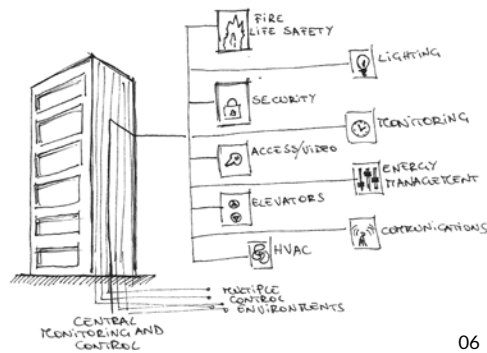 FIRE
LIFE SAFETY
LIGHTING
SECURITY
MONITORING
ACCESS/VIDEO
ENERGY
MANAGEMENT
ELEVATORS
COMMUNICATIONS
HVAC
MULTIPLE
CONTROL
ENVIRONMENTS
CENTRAL
MONITORING AND
CONTROL
06